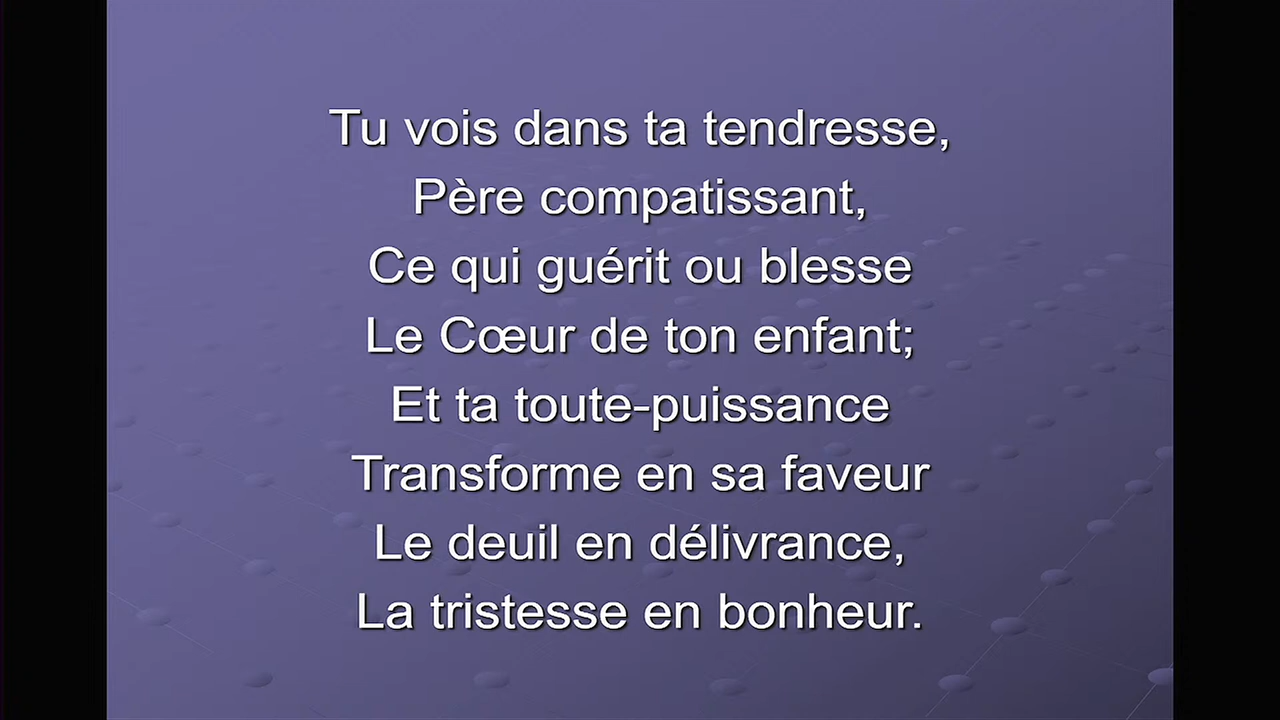 Tu vois dans ta tendresse,
Père compatissant,
Ce qui guérit ou blesse
Le Cœur de ton enfant;
Et ta toute-puissance
Transforme en sa faveur
Le deuil en délivrance,
La tristesse en bonheur.